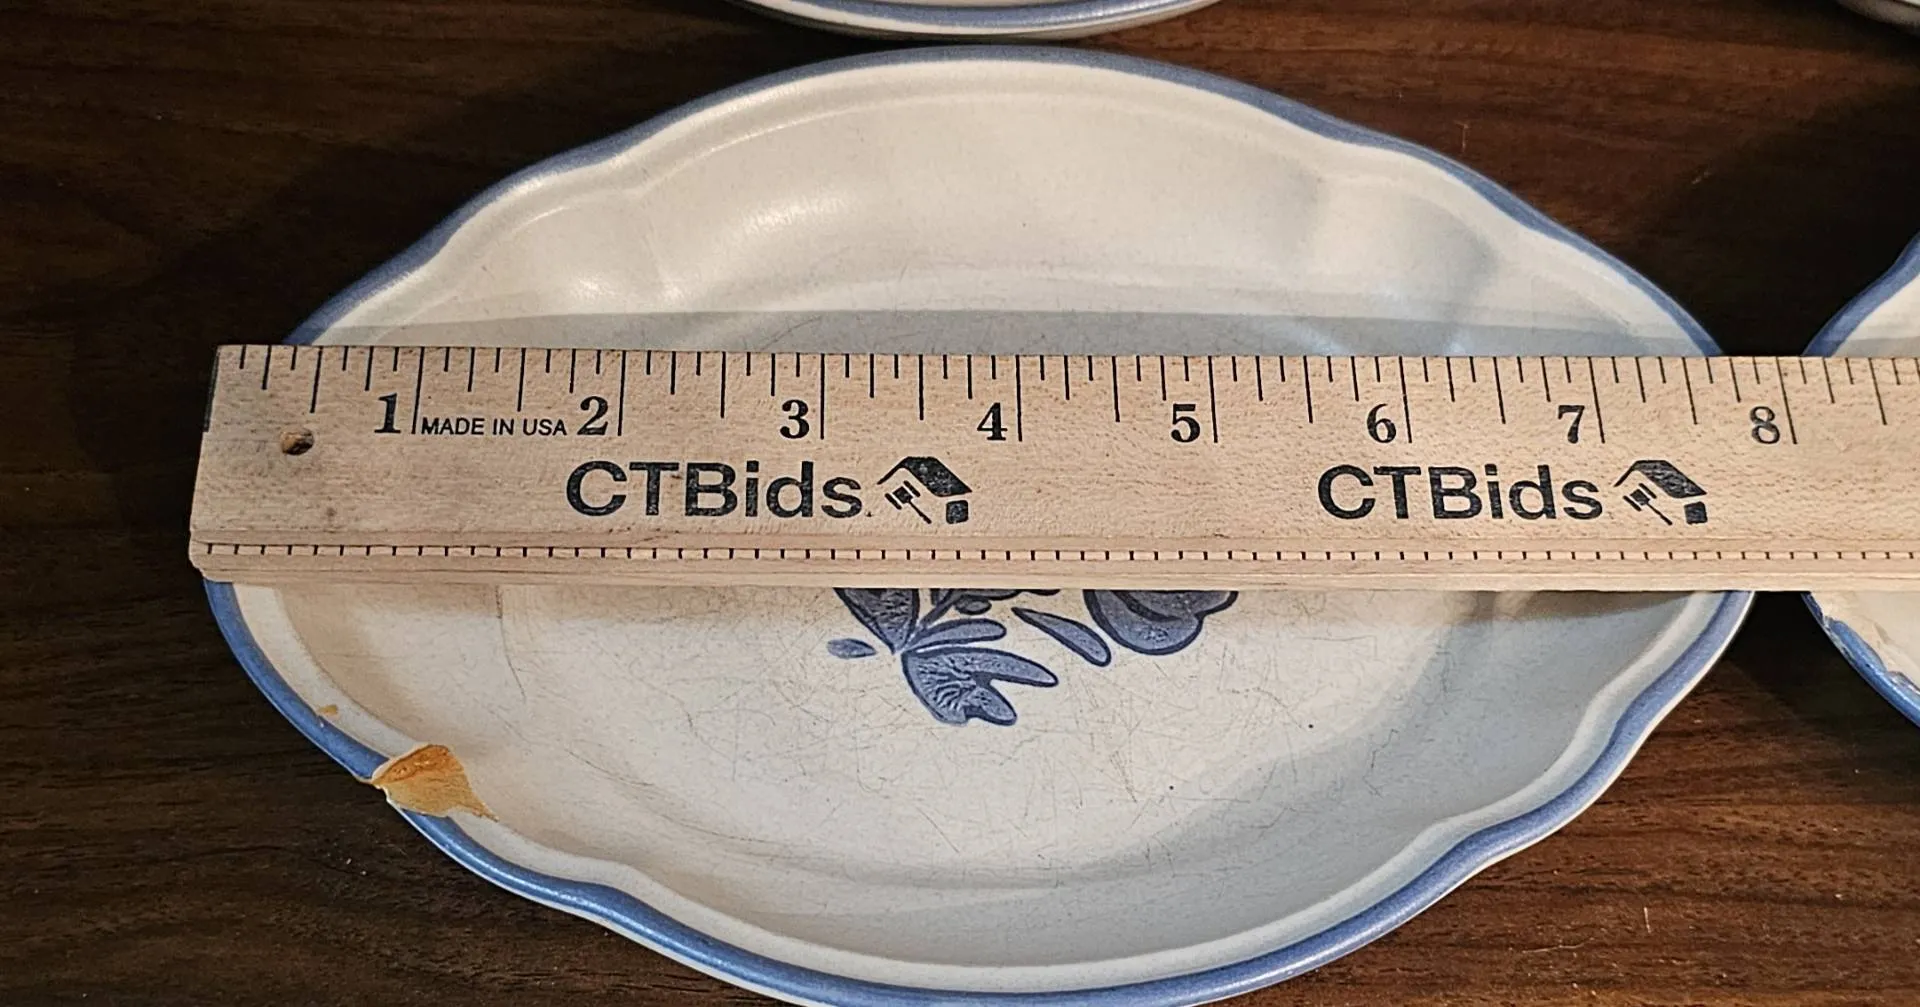 1 MADE IN USA 2 3 4 5 6 7 8
CTBids CTBids